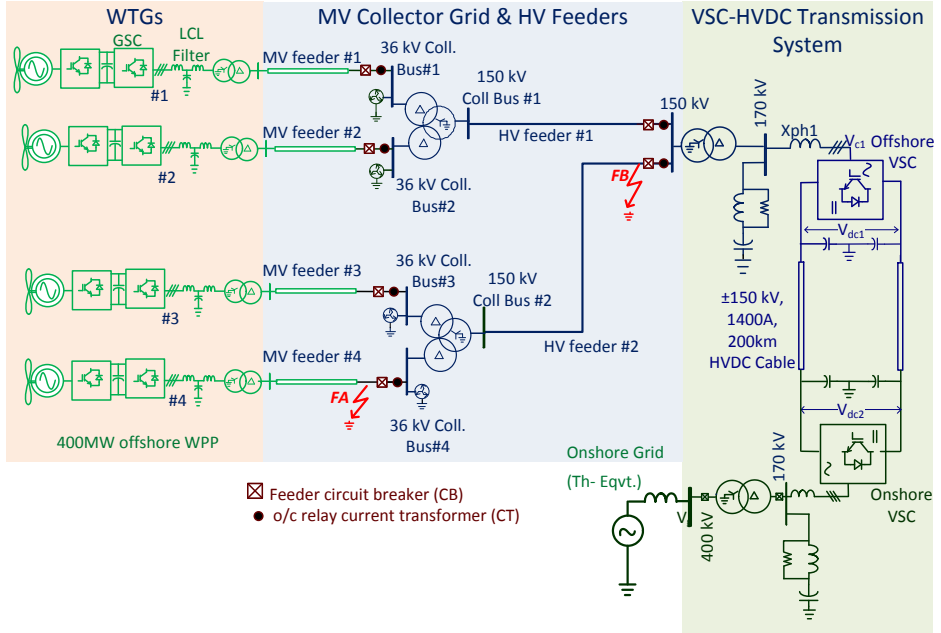 WTGs
MV Collector Grid & HV Feeders
VSC-HVDC Transmission
System
GSC
LCL
Filter
#1
MV feeder #1
36 kV Coll.
Bus#1
150 kV
Coll Bus #1
HV feeder #1
150 kV
170 kV
Xph1
Vc1
Offshore
VSC
#2
MV feeder #2
36 kV Coll.
Bus#2
FB
Vdc1
#3
MV feeder #3
36 kV Coll.
Bus#3
150 kV
Coll Bus #2
HV feeder #2
±150 kV,
1400A,
200km
HVDC Cable
#4
MV feeder #4
FA
36 kV Coll.
Bus#4
Vdc2
400MW offshore WPP
Onshore Grid
(Th- Eqvt.)
V
400 kV
170 kV
Onshore
VSC
Feeder circuit breaker (CB)
o/c relay current transformer (CT)